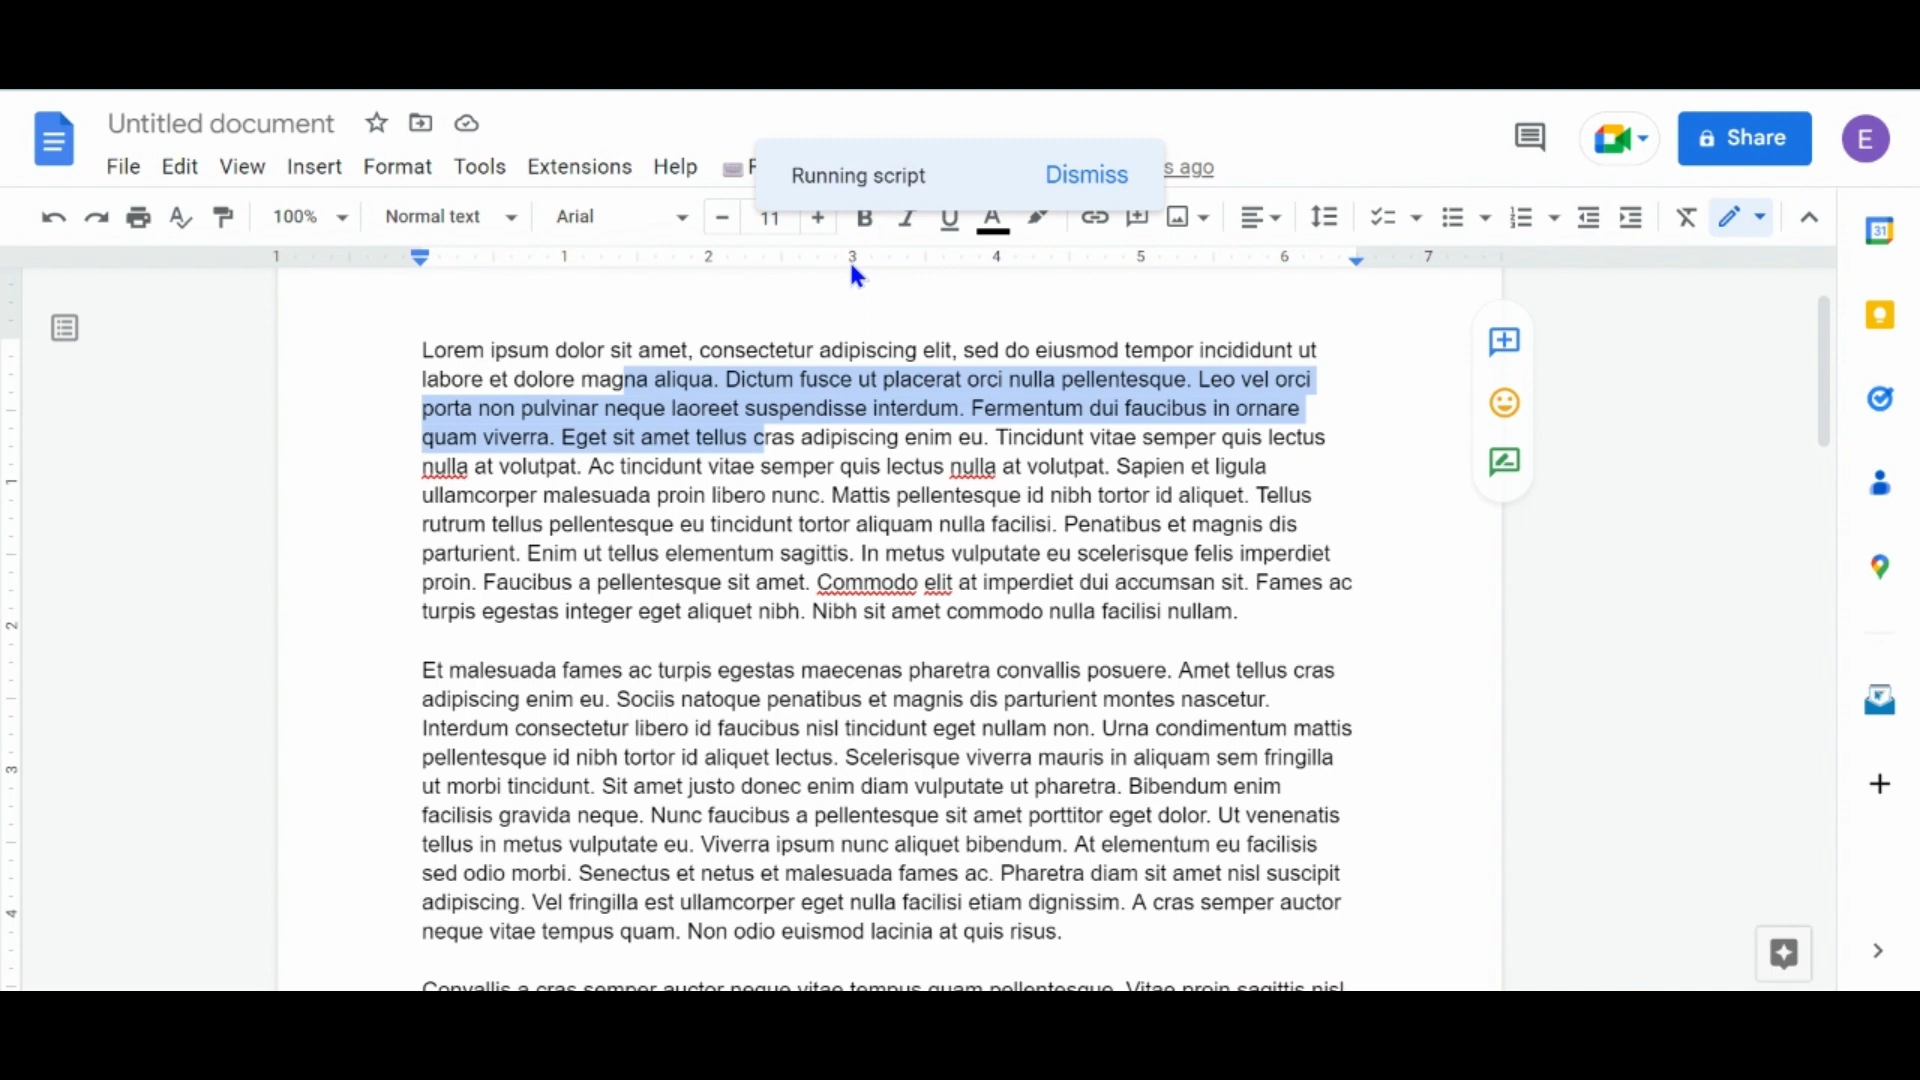 Untitled document
File Edit View Insert Format Tools Extensions Help
Running script Dismiss
s ago
Share
E
100% Normal text Arial 11 B I U A
31
1 1 2 3 4 5 6 7
Lorem ipsum dolor sit amet, consectetur adipiscing elit, sed do eiusmod tempor incididunt ut
labore et dolore magna aliqua. Dictum fusce ut placerat orci nulla pellentesque. Leo vel orci
porta non pulvinar neque laoreet suspendisse interdum. Fermentum dui faucibus in ornare
quam viverra. Eget sit amet tellus cras adipiscing enim eu. Tincidunt vitae semper quis lectus
nulla at volutpat. Ac tincidunt vitae semper quis lectus nulla at volutpat. Sapien et ligula
ullamcorper malesuada proin libero nunc. Mattis pellentesque id nibh tortor id aliquet. Tellus
rutrum tellus pellentesque eu tincidunt tortor aliquam nulla facilisi. Penatibus et magnis dis
parturient. Enim ut tellus elementum sagittis. In metus vulputate eu scelerisque felis imperdiet
proin. Faucibus a pellentesque sit amet. Commodo elit at imperdiet dui accumsan sit. Fames ac
turpis egestas integer eget aliquet nibh. Nibh sit amet commodo nulla facilisi nullam.
Et malesuada fames ac turpis egestas maecenas pharetra convallis posuere. Amet tellus cras
adipiscing enim eu. Sociis natoque penatibus et magnis dis parturient montes nascetur.
Interdum consectetur libero id faucibus nisl tincidunt eget nullam non. Urna condimentum mattis
pellentesque id nibh tortor id aliquet lectus. Scelerisque viverra mauris in aliquam sem fringilla
ut morbi tincidunt. Sit amet justo donec enim diam vulputate ut pharetra. Bibendum enim
facilisis gravida neque. Nunc faucibus a pellentesque sit amet porttitor eget dolor. Ut venenatis
tellus in metus vulputate eu. Viverra ipsum nunc aliquet bibendum. At elementum eu facilisis
sed odio morbi. Senectus et netus et malesuada fames ac. Pharetra diam sit amet nisl suscipit
adipiscing. Vel fringilla est ullamcorper eget nulla facilisi etiam dignissim. A cras semper auctor
neque vitae tempus quam. Non odio euismod lacinia at quis risus.
Convallis a cras semper auctor neque vitae tempus quam pellentesque. Vitae proin sagittis nisl
1
2
3
4